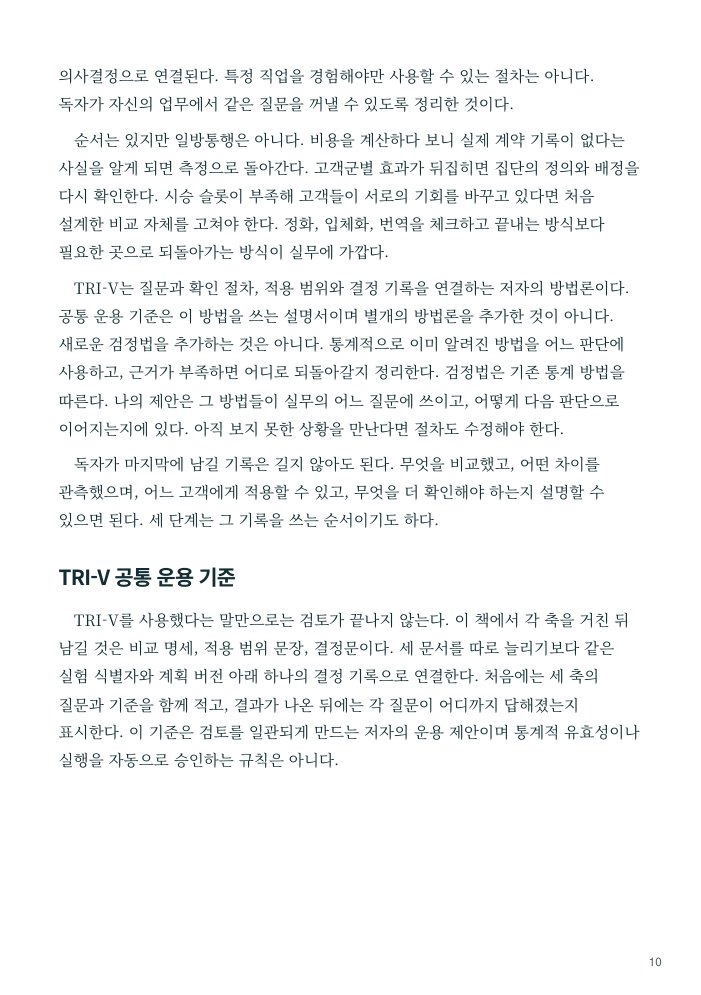 의사결정으로 연결된다. 특정 직업을 경험해야만 사용할 수 있는 절차는 아니다.
독자가 자신의 업무에서 같은 질문을 꺼낼 수 있도록 정리한 것이다.
순서는 있지만 일방통행은 아니다. 비용을 계산하다 보니 실제 계약 기록이 없다는
사실을 알게 되면 측정으로 돌아간다. 고객군별 효과가 뒤집히면 집단의 정의와 배정을
다시 확인한다. 시승 슬롯이 부족해 고객들이 서로의 기회를 바꾸고 있다면 처음
설계한 비교 자체를 고쳐야 한다. 정화, 입체화, 번역을 체크하고 끝내는 방식보다
필요한 곳으로 되돌아가는 방식이 실무에 가깝다.
TRI-V는 질문과 확인 절차, 적용 범위와 결정 기록을 연결하는 저자의 방법론이다.
공통 운용 기준은 이 방법을 쓰는 설명서이며 별개의 방법론을 추가한 것이 아니다.
새로운 검정법을 추가하는 것은 아니다. 통계적으로 이미 알려진 방법을 어느 판단에
사용하고, 근거가 부족하면 어디로 되돌아갈지 정리한다. 검정법은 기존 통계 방법을
따른다. 나의 제안은 그 방법들이 실무의 어느 질문에 쓰이고, 어떻게 다음 판단으로
이어지는지에 있다. 아직 보지 못한 상황을 만난다면 절차도 수정해야 한다.
독자가 마지막에 남길 기록은 길지 않아도 된다. 무엇을 비교했고, 어떤 차이를
관측했으며, 어느 고객에게 적용할 수 있고, 무엇을 더 확인해야 하는지 설명할 수
있으면 된다. 세 단계는 그 기록을 쓰는 순서이기도 하다.
TRI-V 공통 운용 기준
TRI-V를 사용했다는 말만으로는 검토가 끝나지 않는다. 이 책에서 각 축을 거친 뒤
남길 것은 비교 명세, 적용 범위 문장, 결정문이다. 세 문서를 따로 늘리기보다 같은
실험 식별자와 계획 버전 아래 하나의 결정 기록으로 연결한다. 처음에는 세 축의
질문과 기준을 함께 적고, 결과가 나온 뒤에는 각 질문이 어디까지 답해졌는지
표시한다. 이 기준은 검토를 일관되게 만드는 저자의 운용 제안이며 통계적 유효성이나
실행을 자동으로 승인하는 규칙은 아니다.
10